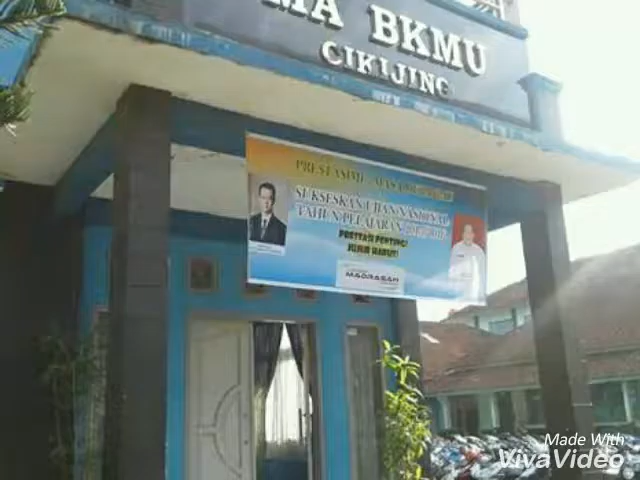 MA BKMU
CIKIJING
SUKSESKAN UJIAN NASIONAL
TAHUN PELAJARAN
PRESTASI PENTING!
JUJUR HARUS!
MADRASAH
Made With
VivaVideo